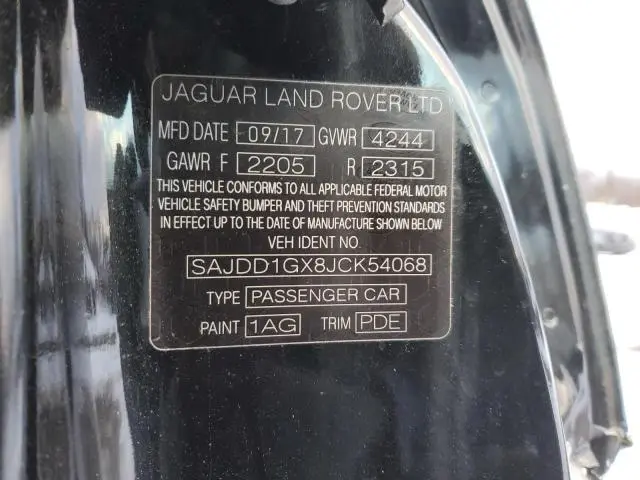 JAGUAR LAND ROVER LTD
MFD DATE 09/17 GVWR 4244
GAWR F 2205 R 2315
THIS VEHICLE CONFORMS TO ALL APPLICABLE FEDERAL MOTOR
VEHICLE SAFETY BUMPER AND THEFT PREVENTION STANDARDS
IN EFFECT UP TO THE DATE OF MANUFACTURE SHOWN BELOW
VEH IDENT NO.
SAJDD1GX8JCK54068
TYPE PASSENGER CAR
PAINT 1AG TRIM PDE